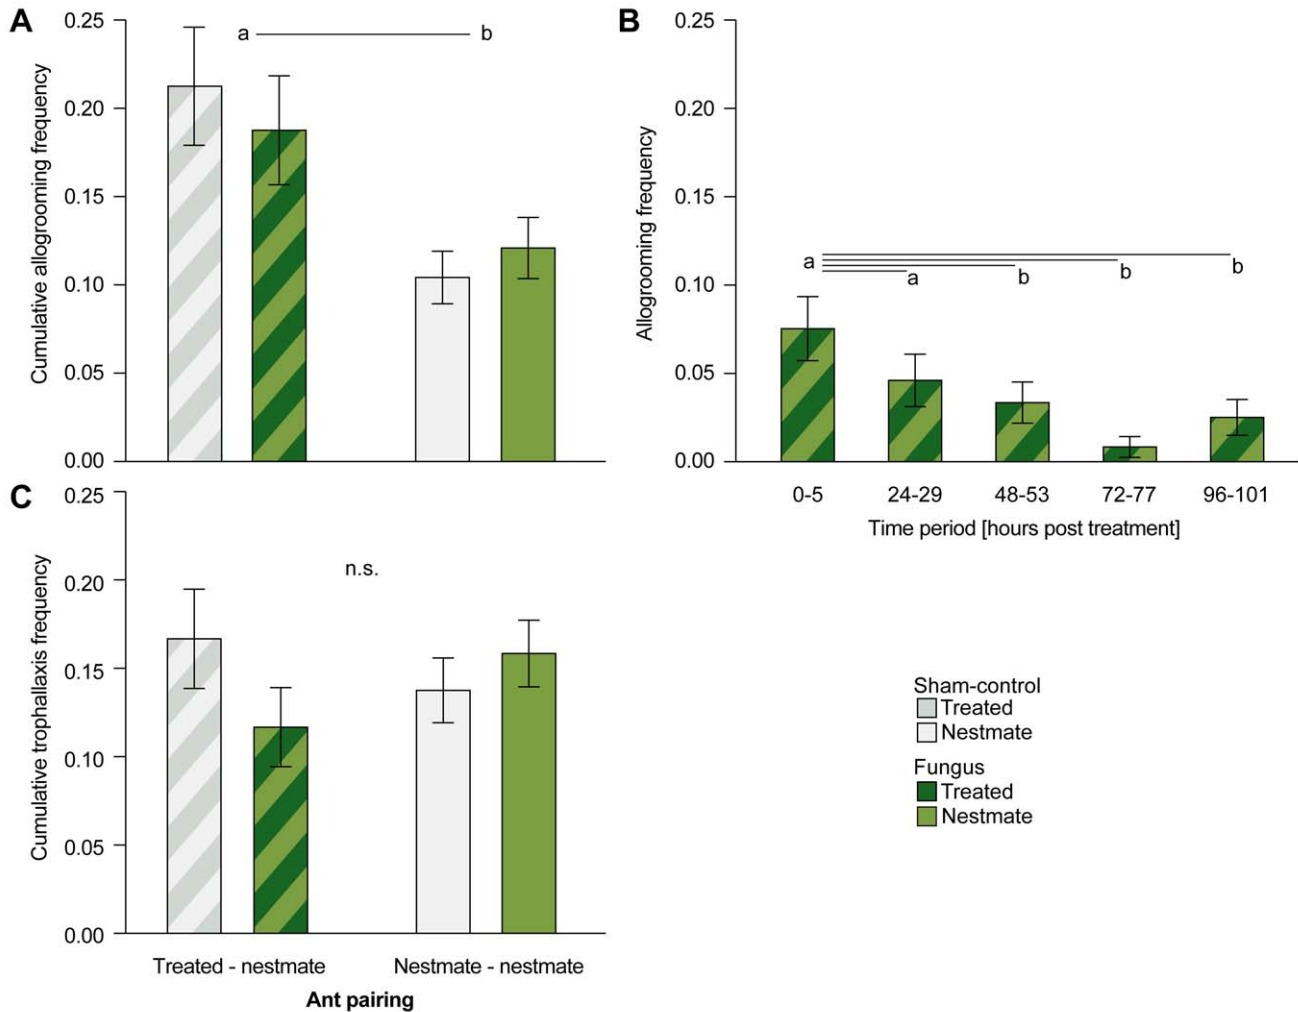 A
0.25
0.20
0.15
0.10
0.05
0.00
Cumulative allogrooming frequency
a
b
B
0.25
0.20
0.15
0.10
0.05
0.00
Allogrooming frequency
a
a
b
b
b
0-5
24-29
48-53
72-77
96-101
Time period [hours post treatment]
C
0.25
0.20
0.15
0.10
0.05
0.00
Cumulative trophallaxis frequency
n.s.
Treated - nestmate
Nestmate - nestmate
Ant pairing
Sham-control
Treated
Nestmate
Fungus
Treated
Nestmate